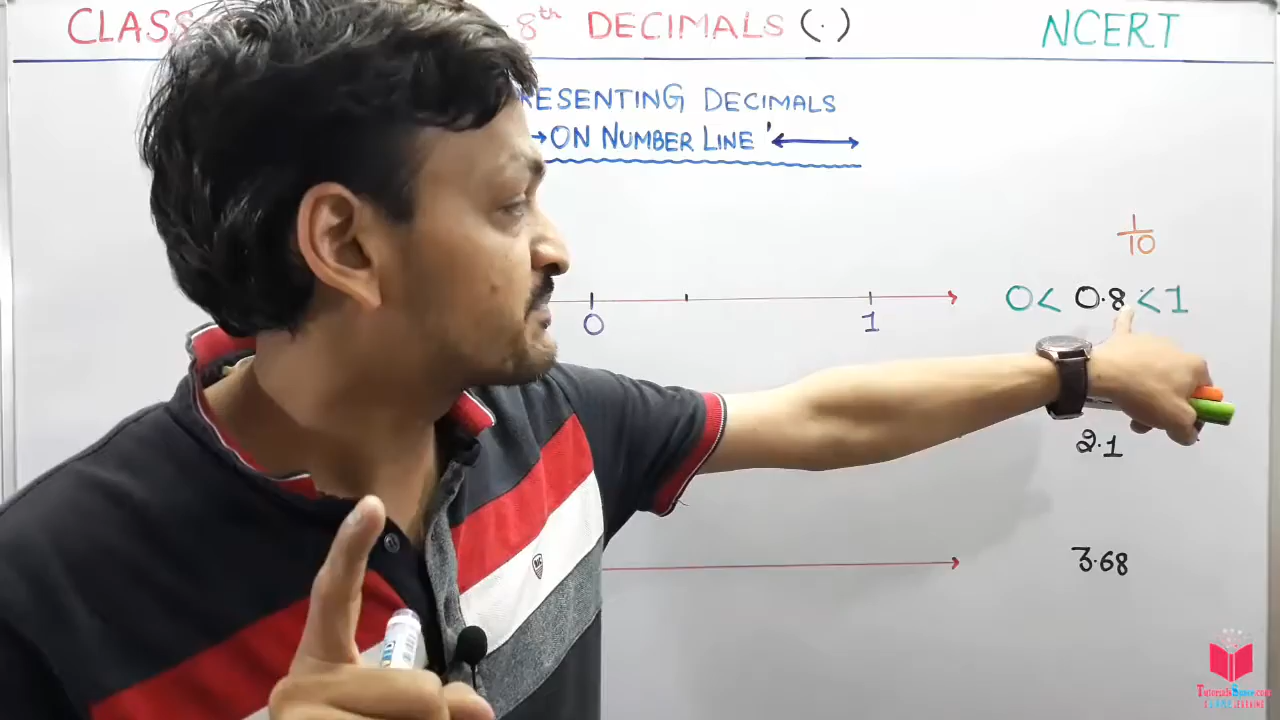 CLASS 8th DECIMALS (.) NCERT
RESENTING DECIMALS
→ON NUMBER LINE '
1/10
0 1
0< 0.8 <1
2.1
3.68
TutorialsSpace.com